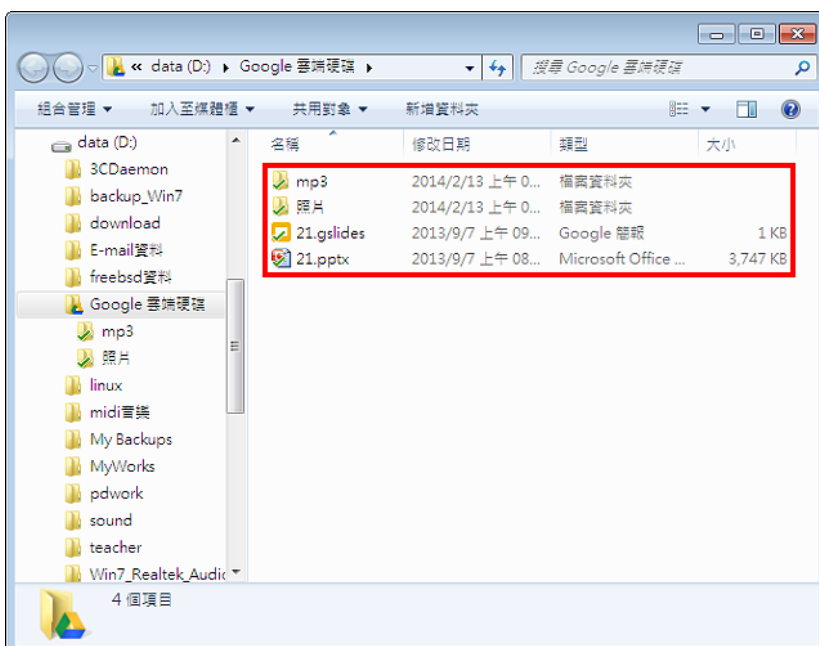 « data (D:) ▸ Google 雲端硬碟 ▸
搜尋 Google 雲端硬碟
組合管理 ▼ 加入至媒體櫃 ▼ 共用對象 ▼ 新增資料夾
data (D:)
3CDaemon
backup_Win7
download
E-mail資料
freebsd資料
Google 雲端硬碟
mp3
照片
linux
midi音樂
My Backups
MyWorks
pdwork
sound
teacher
Win7_Realtek_Audic
名稱 修改日期 類型 大小
mp3 2014/2/13 上午 0... 檔案資料夾
照片 2014/2/13 上午 0... 檔案資料夾
21.gslides 2013/9/7 上午 09... Google 簡報 1 KB
21.pptx 2013/9/7 上午 08... Microsoft Office ... 3,747 KB
4 個項目